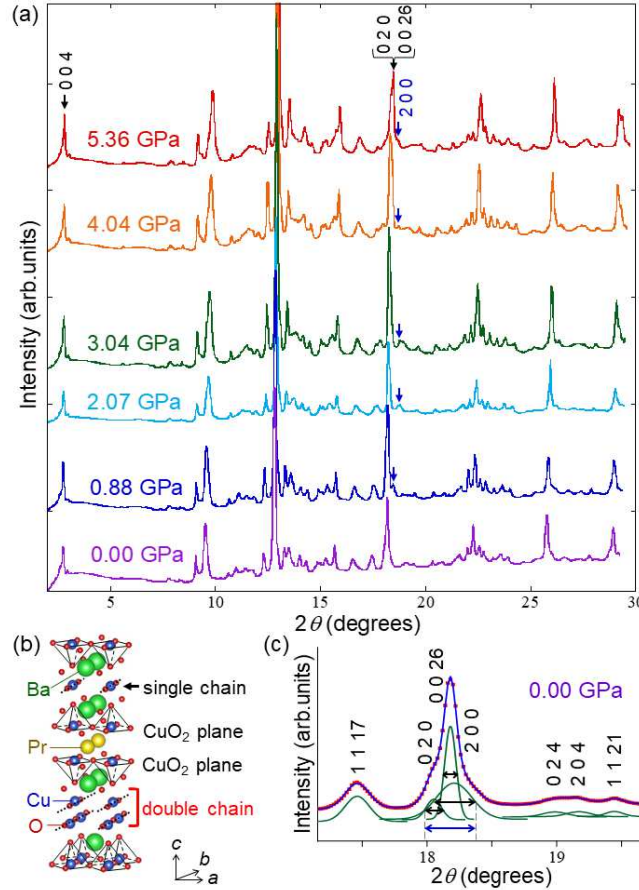 (a)
0 0 4
0 2 0
0 0 26
2 0 0
5.36 GPa
4.04 GPa
3.04 GPa
2.07 GPa
0.88 GPa
0.00 GPa
Intensity (arb.units)
5 10 15 20 25 30
2θ (degrees)
(b)
Ba
single chain
CuO2 plane
Pr
CuO2 plane
Cu
double chain
O
c
b
a
(c)
0.00 GPa
Intensity (arb.units)
1 1 17
0 2 0
0 0 26
2 0 0
0 2 4
2 0 4
1 1 21
18 19
2θ (degrees)